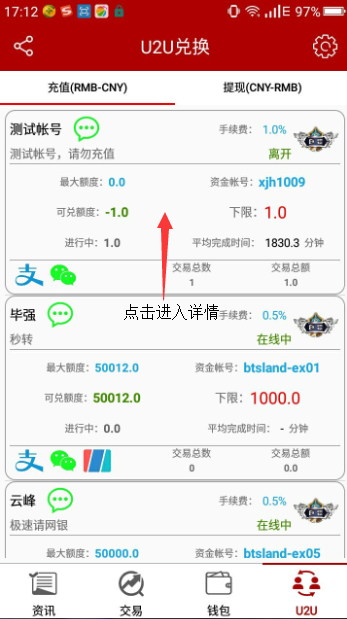 17:12 E 97%
U2U兑换
充值(RMB-CNY) 提现(CNY-RMB)
测试帐号 手续费: 1.0%
测试帐号，请勿充值 离开
最大额度: 0.0 资金帐号: xjh1009
可兑额度: -1.0 下限: 1.0
进行中: 1.0 平均完成时间: 1830.3 分钟
交易总数 交易总额
1 1.0
点击进入详情
毕强 手续费: 0.5%
秒转 在线中
最大额度: 50012.0 资金帐号: btsland-ex01
可兑额度: 50012.0 下限: 1000.0
进行中: 0.0 平均完成时间: - 分钟
交易总数 交易总额
0 0.0
云峰 手续费: 0.5%
极速请网银 在线中
最大额度: 50000.0 资金帐号: btsland-ex05
资讯 交易 钱包 U2U